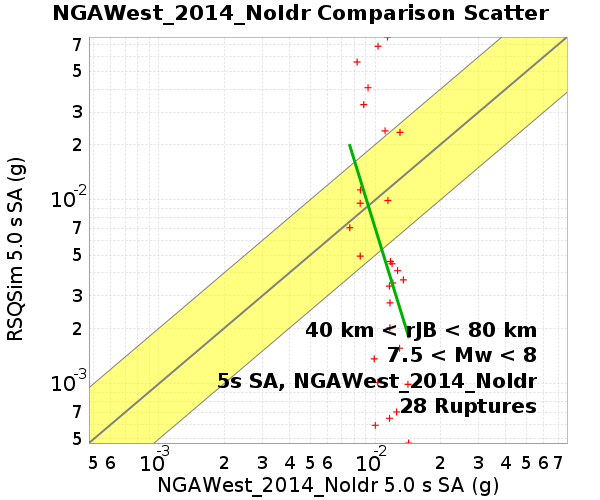 NGAWest_2014_NoIdr Comparison Scatter
RSQSim 5.0 s SA (g)
7
5
3
2
10-2
7
5
3
2
10-3
7
5
40 km < rJB < 80 km
7.5 < Mw < 8
5s SA, NGAWest_2014_NoIdr
28 Ruptures
5 6 10-3 2 3 4 5 6 10-2 2 3 4 5 6 7
NGAWest_2014_NoIdr 5.0 s SA (g)